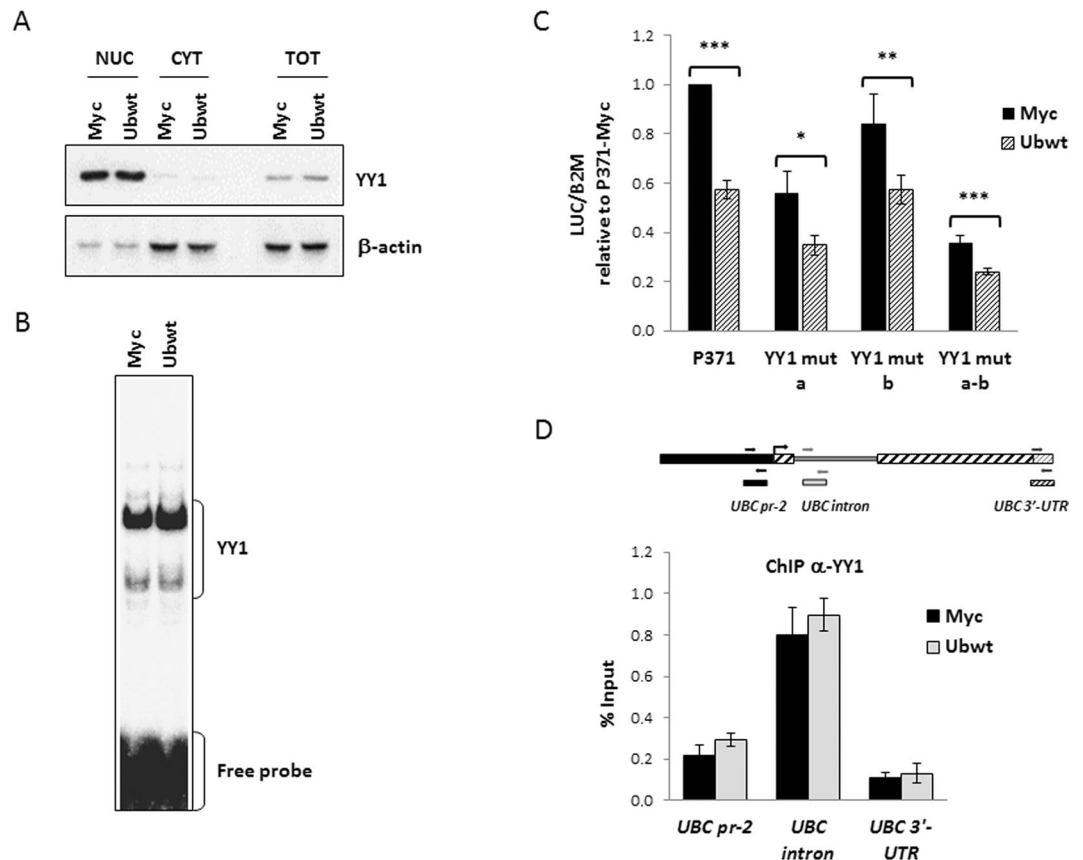 A
NUC CYT TOT
Myc Ubwt Myc Ubwt Myc Ubwt
YY1
β-actin
B
Myc Ubwt
YY1
Free probe
C
LUC/B2M
relative to P371-Myc
1.2
1.0
0.8
0.6
0.4
0.2
0.0
*** * ** ***
Myc
Ubwt
P371 YY1 mut a YY1 mut b YY1 mut a-b
D
UBC pr-2 UBC intron UBC 3'-UTR
ChIP α-YY1
% Input
1.2
1.0
0.8
0.6
0.4
0.2
0.0
Myc
Ubwt
UBC pr-2 UBC intron UBC 3'-UTR